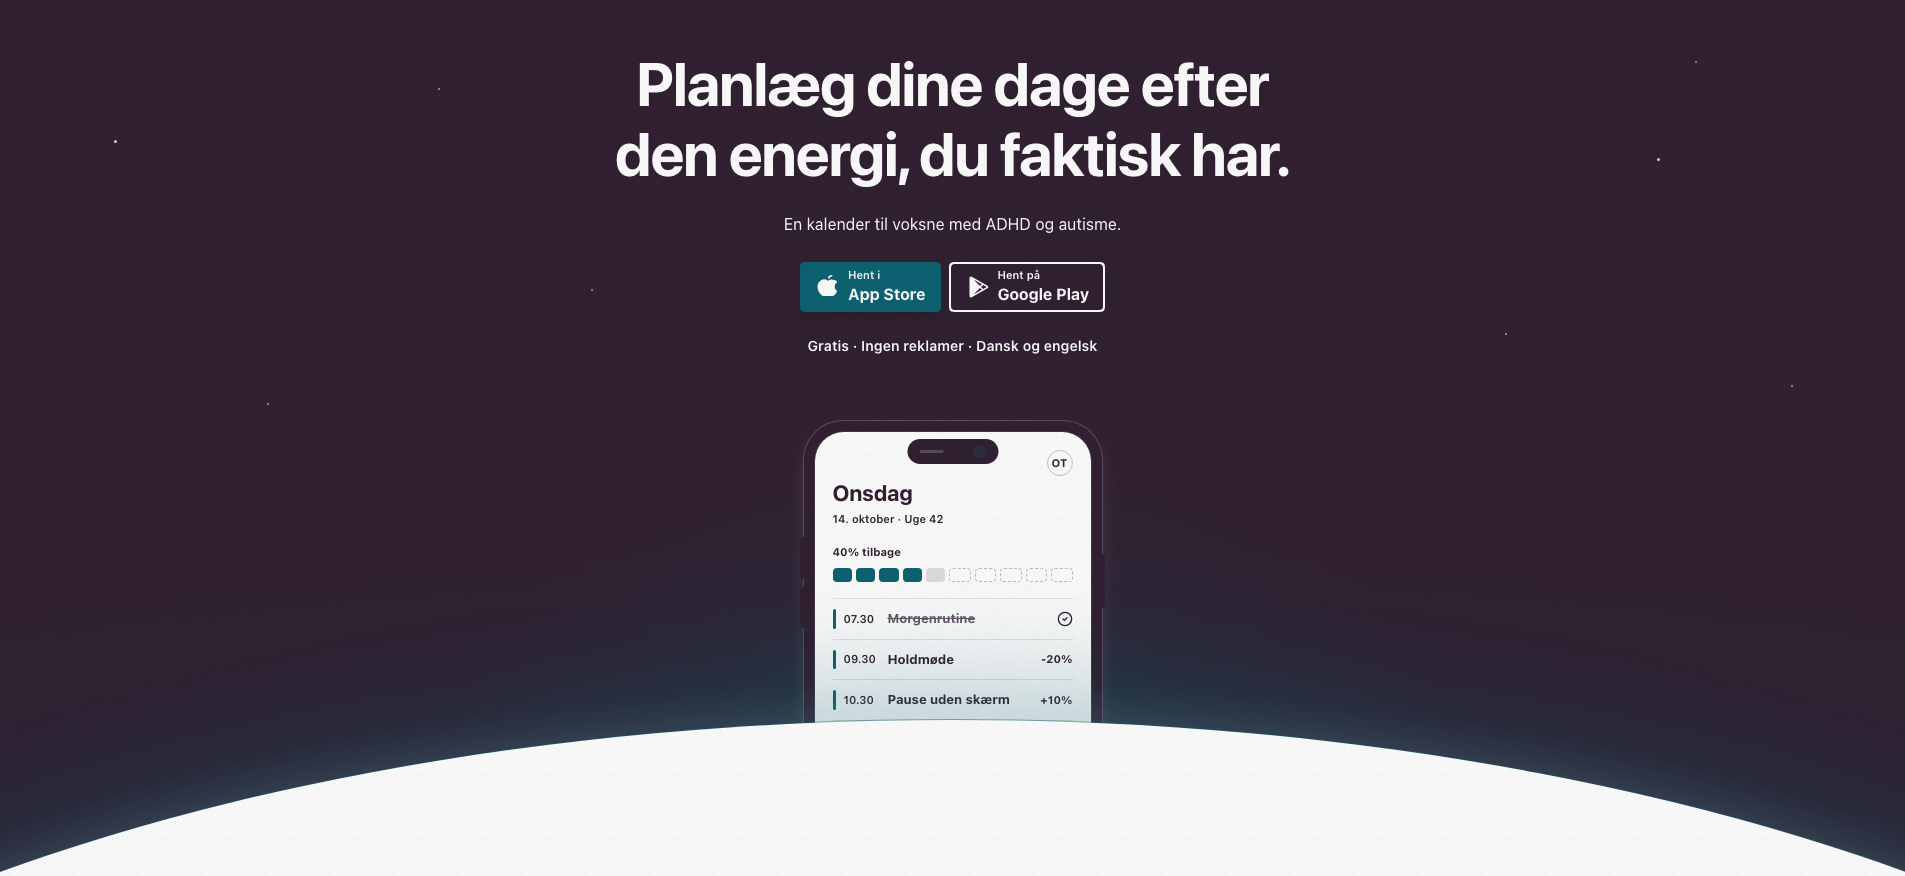 Planlæg dine dage efter
den energi, du faktisk har.
En kalender til voksne med ADHD og autisme.
Hent i
App Store
Hent på
Google Play
Gratis · Ingen reklamer · Dansk og engelsk
OT
Onsdag
14. oktober · Uge 42
40% tilbage
07.30 Morgenrutine
09.30 Holdmøde -20%
10.30 Pause uden skærm +10%